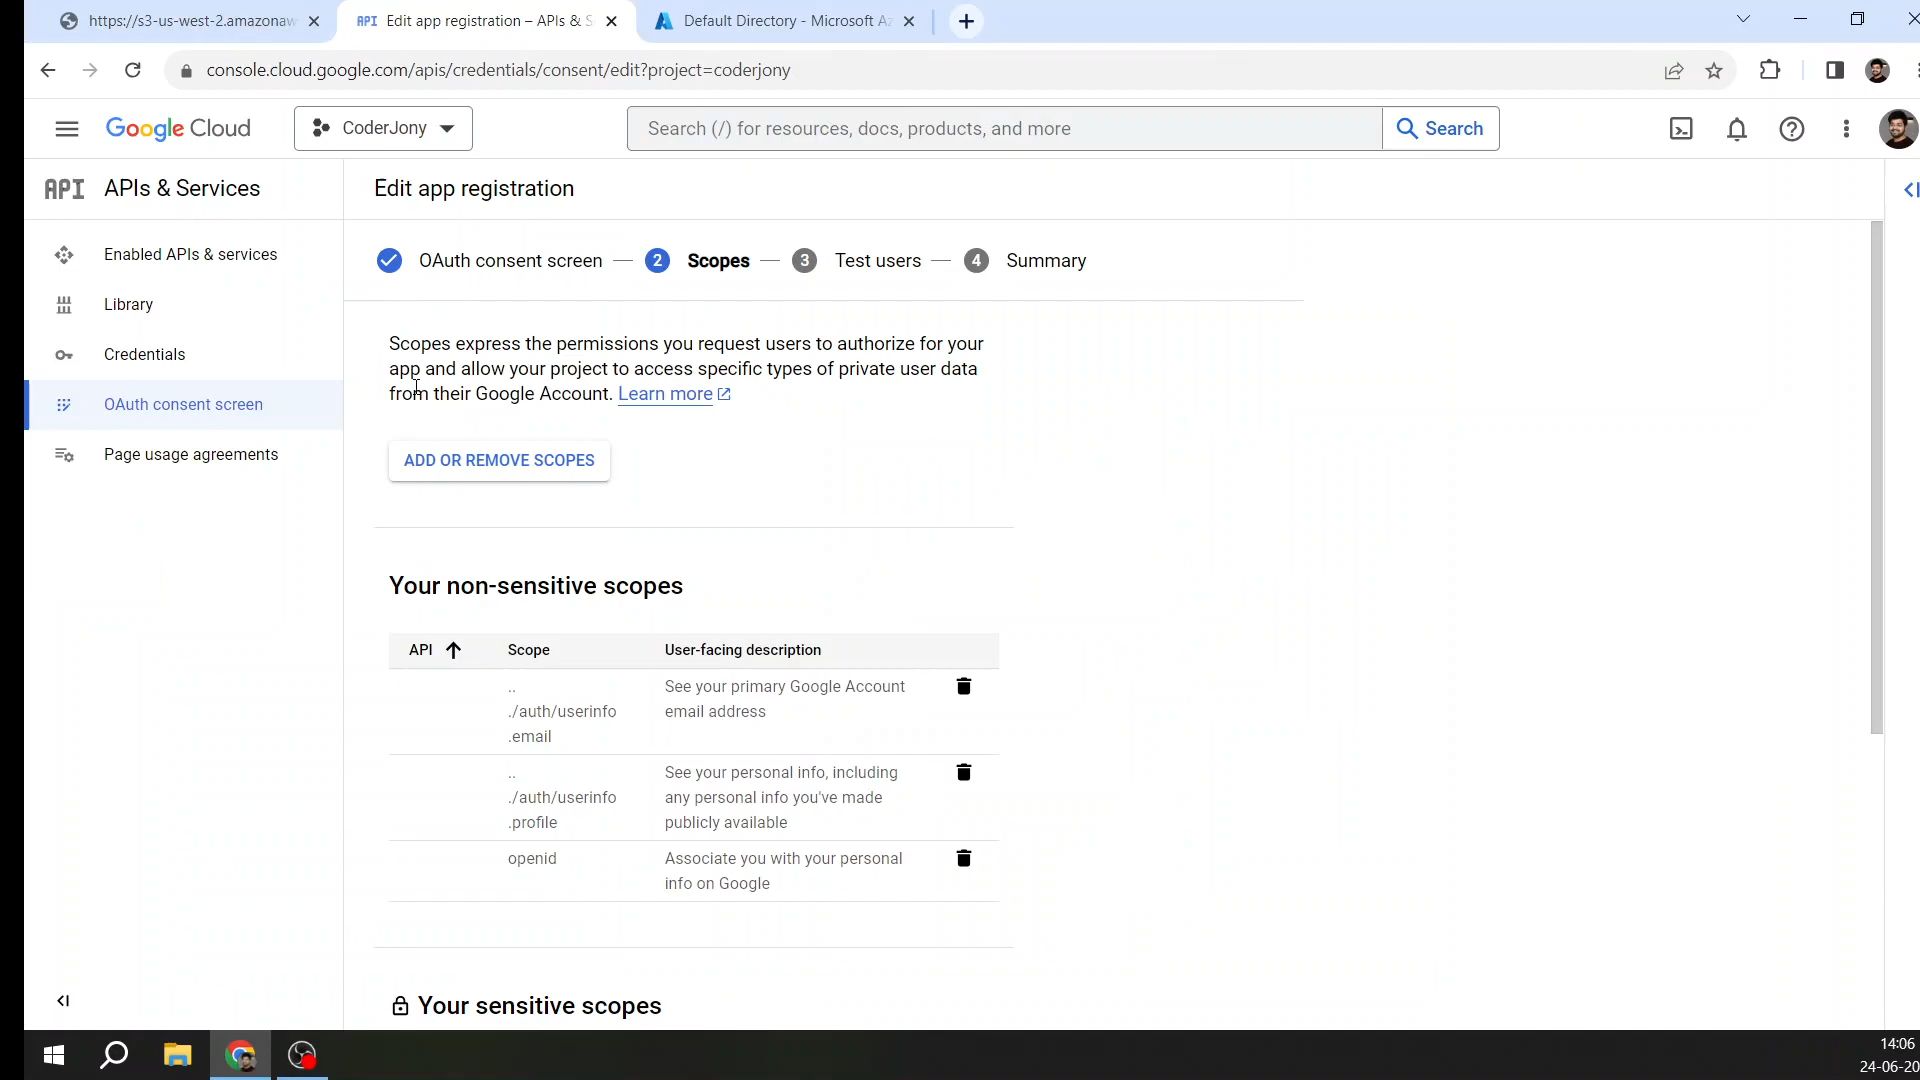 https://s3-us-west-2.amazonaw
API Edit app registration – APIs & S
Default Directory - Microsoft Az
console.cloud.google.com/apis/credentials/consent/edit?project=coderjony
Google Cloud
CoderJony
Search (/) for resources, docs, products, and more
Search
API APIs & Services
Edit app registration
Enabled APIs & services
Library
Credentials
OAuth consent screen
Page usage agreements
OAuth consent screen — 2 Scopes — 3 Test users — 4 Summary
Scopes express the permissions you request users to authorize for your
app and allow your project to access specific types of private user data
from their Google Account. Learn more
ADD OR REMOVE SCOPES
Your non-sensitive scopes
API Scope User-facing description
.. See your primary Google Account
./auth/userinfo email address
.email
.. See your personal info, including
./auth/userinfo any personal info you've made
.profile publicly available
openid Associate you with your personal
info on Google
Your sensitive scopes
14:06
24-06-20